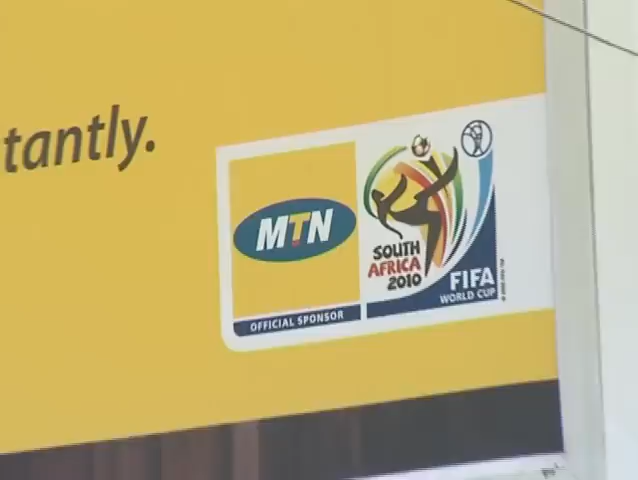 tantly.
MTN
OFFICIAL SPONSOR
SOUTH
AFRICA
2010
FIFA
WORLD CUP